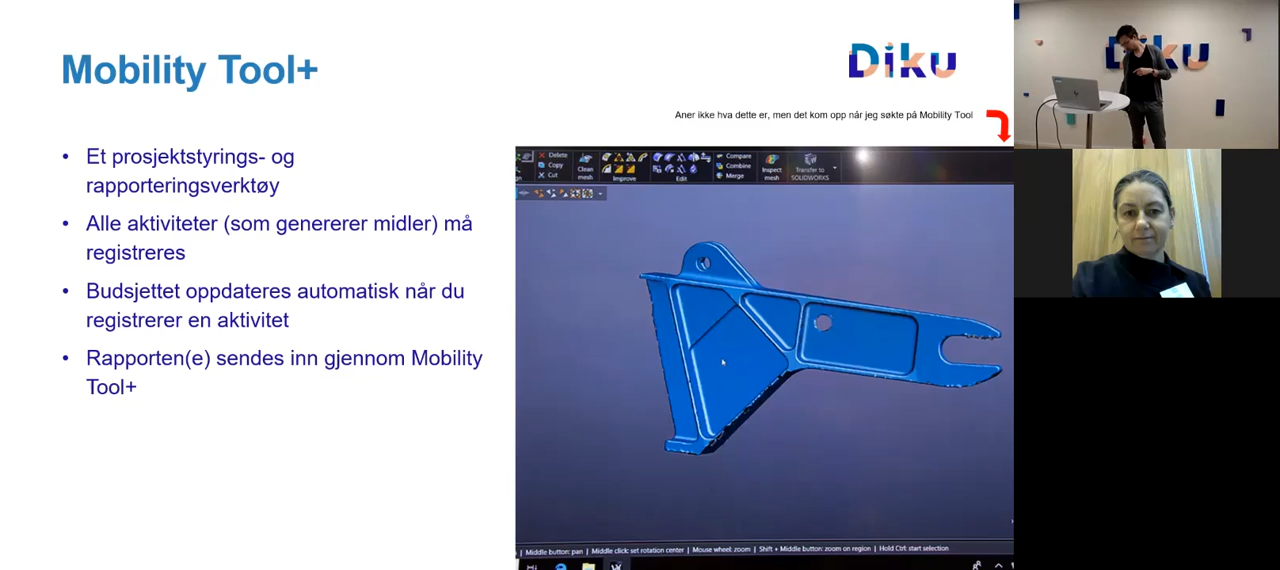 Mobility Tool+
Diku
Diku
Aner ikke hva dette er, men det kom opp når jeg søkte på Mobility Tool
• Et prosjektstyrings- og
rapporteringsverktøy
• Alle aktiviteter (som genererer midler) må
registreres
• Budsjettet oppdateres automatisk når du
registrerer en aktivitet
• Rapporten(e) sendes inn gjennom Mobility
Tool+
Delete
Copy
Cut
Clean
mesh
Improve
Edit
Compare
Combine
Merge
Inspect
mesh
Transfer to
SOLIDWORKS
Middle button: pan | Middle click: set rotation center | Mouse wheel: zoom | Shift + Middle button: zoom on region | Hold Ctrl: start selection